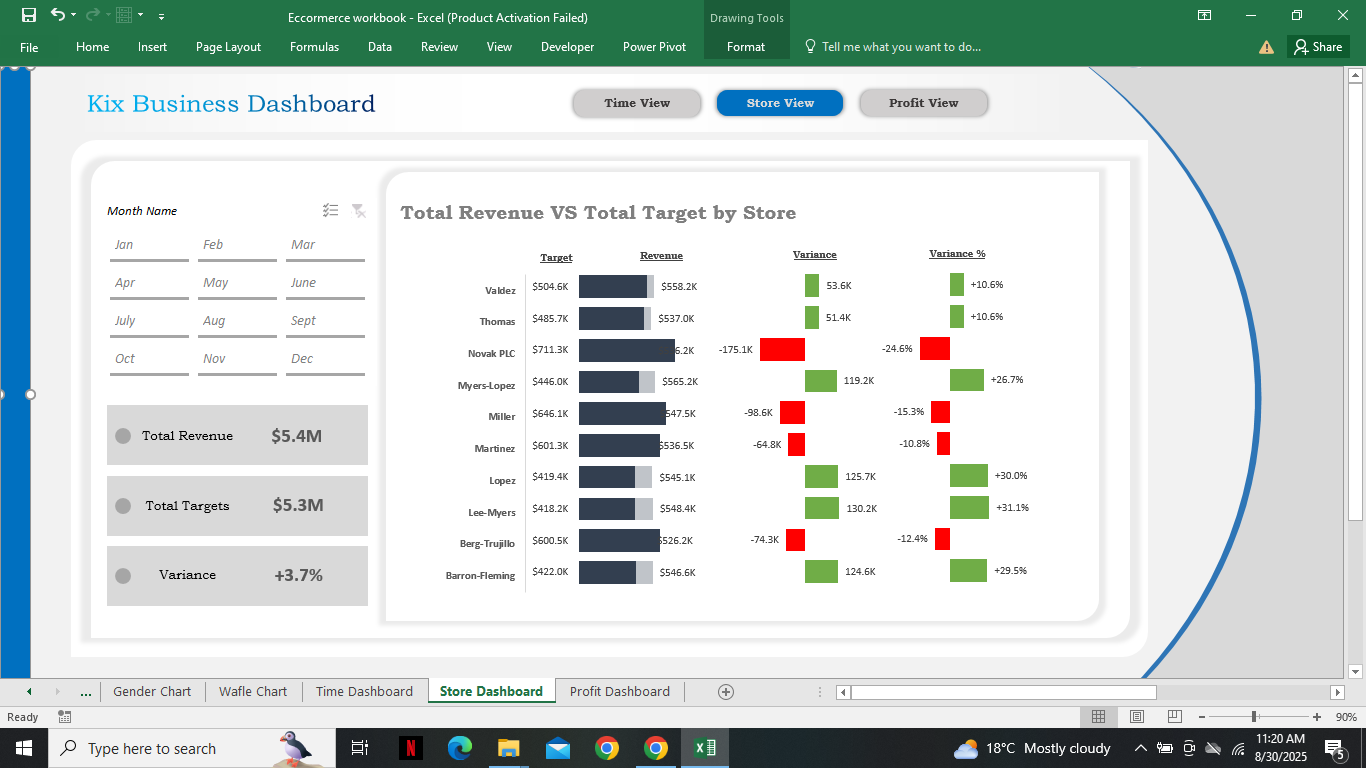 Eccormerce workbook - Excel (Product Activation Failed)
Drawing Tools
File Home Insert Page Layout Formulas Data Review View Developer Power Pivot Format Tell me what you want to do... Share
Kix Business Dashboard
Time View Store View Profit View
Month Name
Jan Feb Mar
Apr May June
July Aug Sept
Oct Nov Dec
Total Revenue $5.4M
Total Targets $5.3M
Variance +3.7%
Total Revenue VS Total Target by Store
Target Revenue Variance Variance %
Valdez $504.6K $558.2K 53.6K +10.6%
Thomas $485.7K $537.0K 51.4K +10.6%
Novak PLC $711.3K 6.2K -175.1K -24.6%
Myers-Lopez $446.0K $565.2K 119.2K +26.7%
Miller $646.1K 547.5K -98.6K -15.3%
Martinez $601.3K $536.5K -64.8K -10.8%
Lopez $419.4K $545.1K 125.7K +30.0%
Lee-Myers $418.2K $548.4K 130.2K +31.1%
Berg-Trujillo $600.5K $526.2K -74.3K -12.4%
Barron-Fleming $422.0K $546.6K 124.6K +29.5%
... Gender Chart Wafle Chart Time Dashboard Store Dashboard Profit Dashboard
Ready 90%
Type here to search
N
18°C Mostly cloudy
11:20 AM
8/30/2025
5